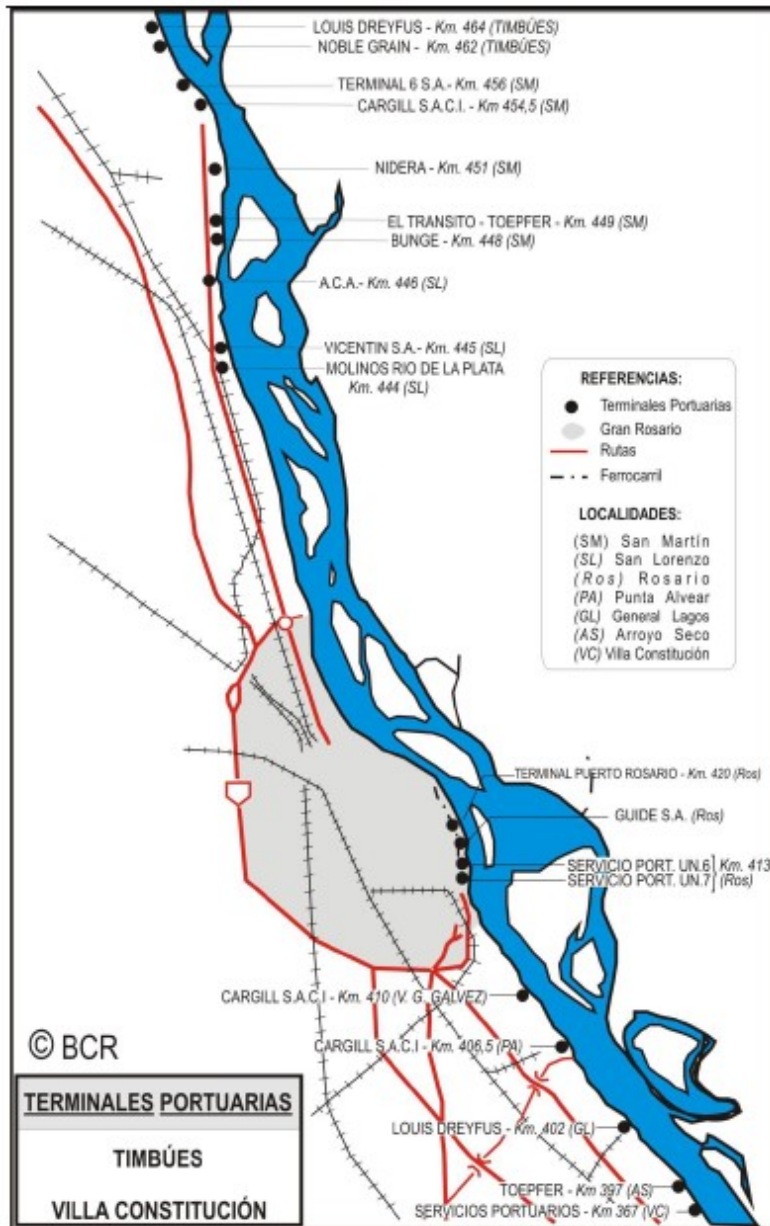 LOUIS DREYFUS - Km. 464 (TIMBÚES)
NOBLE GRAIN - Km. 462 (TIMBÚES)
TERMINAL 6 S.A.- Km. 456 (SM)
CARGILL S.A.C.I. - Km 454,5 (SM)
NIDERA - Km. 451 (SM)
EL TRANSITO - TOEPFER - Km. 449 (SM)
BUNGE - Km. 448 (SM)
A.C.A.- Km. 446 (SL)
VICENTIN S.A.- Km. 445 (SL)
MOLINOS RIO DE LA PLATA
Km. 444 (SL)
REFERENCIAS:
Terminales Portuarias
Gran Rosario
Rutas
Ferrocarril
LOCALIDADES:
(SM) San Martín
(SL) San Lorenzo
(Ros) Rosario
(PA) Punta Alvear
(GL) General Lagos
(AS) Arroyo Seco
(VC) Villa Constitución
TERMINAL PUERTO ROSARIO - Km. 420 (Ros)
GUIDE S.A. (Ros)
SERVICIO PORT. UN.6] Km. 413
SERVICIO PORT. UN.7] (Ros)
CARGILL S.A.C.I - Km. 410 (V. G. GALVEZ)
CARGILL S.A.C.I - Km. 406,5 (PA)
LOUIS DREYFUS - Km. 402 (GL)
TOEPFER - Km 397 (AS)
SERVICIOS PORTUARIOS - Km 367 (VC)
© BCR
TERMINALES PORTUARIAS
TIMBÚES
VILLA CONSTITUCIÓN